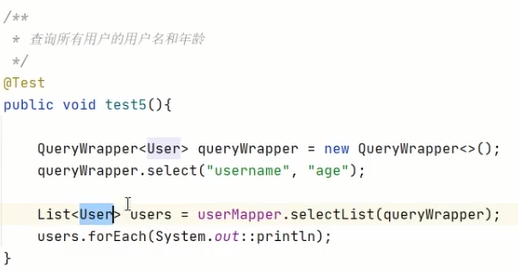 /**
 * 查询所有用户的用户名和年龄
 */
@Test
public void test5(){
    QueryWrapper<User> queryWrapper = new QueryWrapper<>();
    queryWrapper.select("username", "age");
    List<User> users = userMapper.selectList(queryWrapper);
    users.forEach(System.out::println);
}